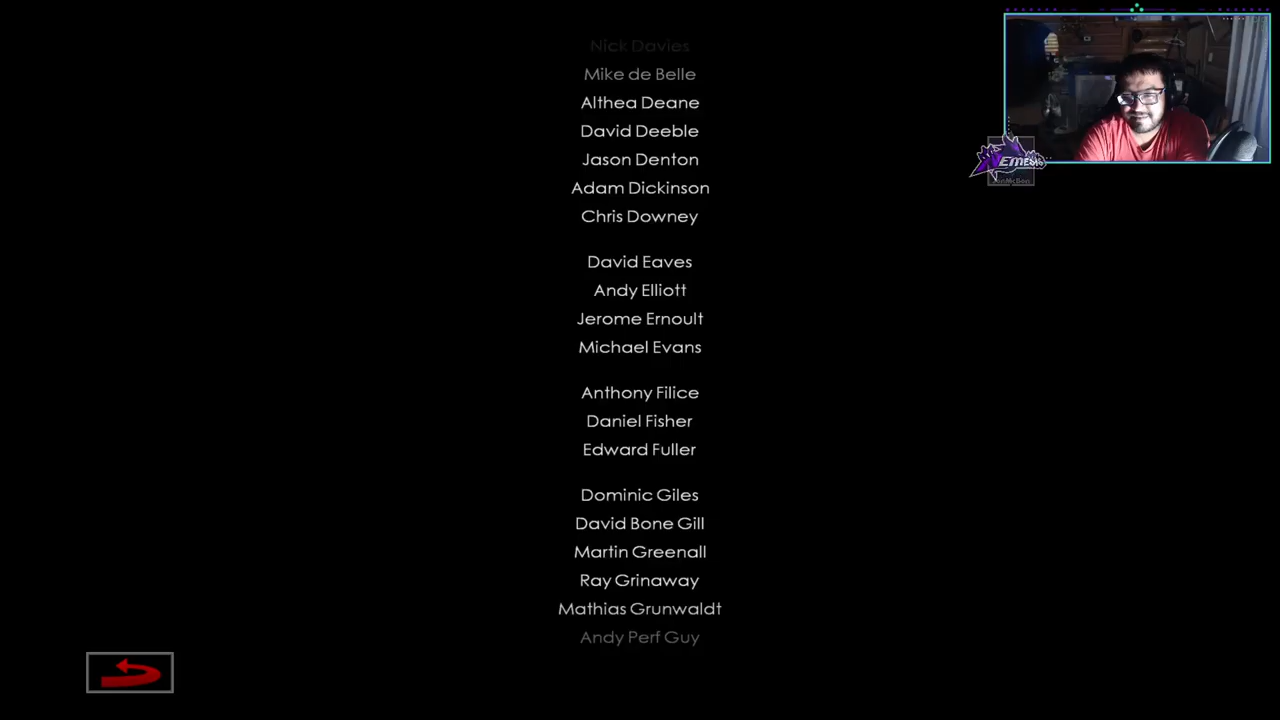 Nick Davies
Mike de Belle
Althea Deane
David Deeble
Jason Denton
Adam Dickinson
Chris Downey
David Eaves
Andy Elliott
Jerome Ernoult
Michael Evans
Anthony Filice
Daniel Fisher
Edward Fuller
Dominic Giles
David Bone Gill
Martin Greenall
Ray Grinaway
Mathias Grunwaldt
Andy Perf Guy
NEMESIS